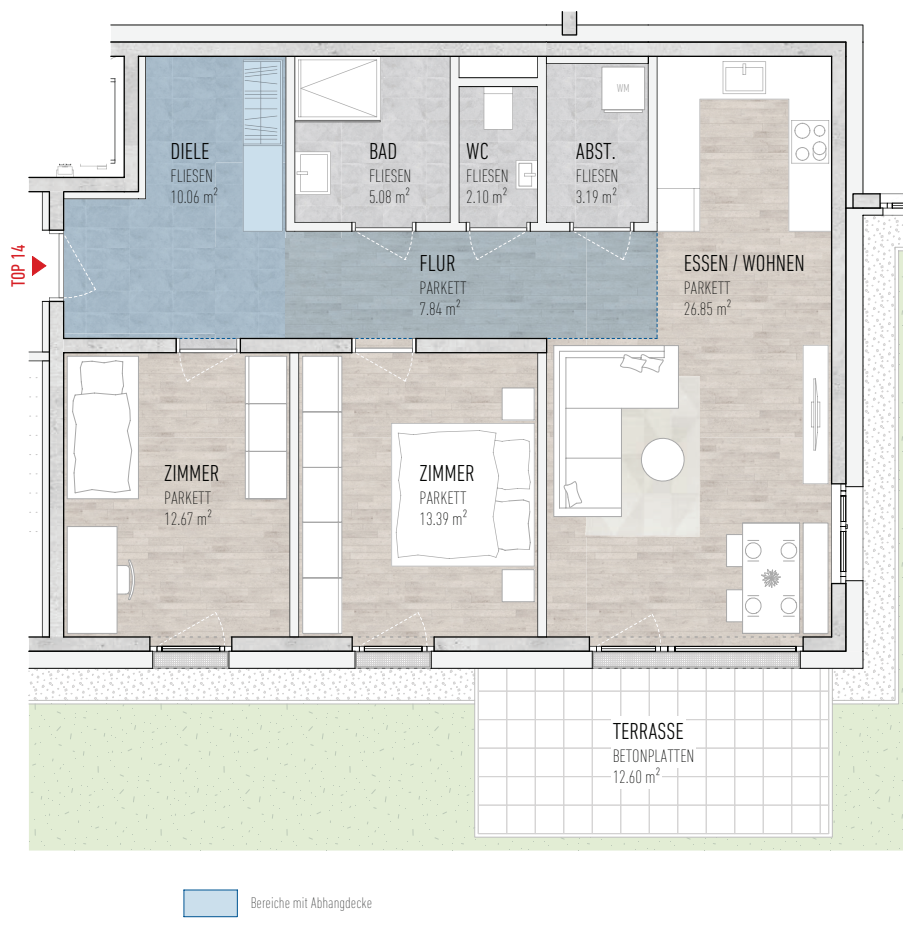 DIELE
FLIESEN
10.06 m²
BAD
FLIESEN
5.08 m²
WC
FLIESEN
2.10 m²
WM
ABST.
FLIESEN
3.19 m²
TOP 14
FLUR
PARKETT
7.84 m²
ESSEN / WOHNEN
PARKETT
26.85 m²
ZIMMER
PARKETT
12.67 m²
ZIMMER
PARKETT
13.39 m²
TERRASSE
BETONPLATTEN
12.60 m²
Bereiche mit Abhangdecke